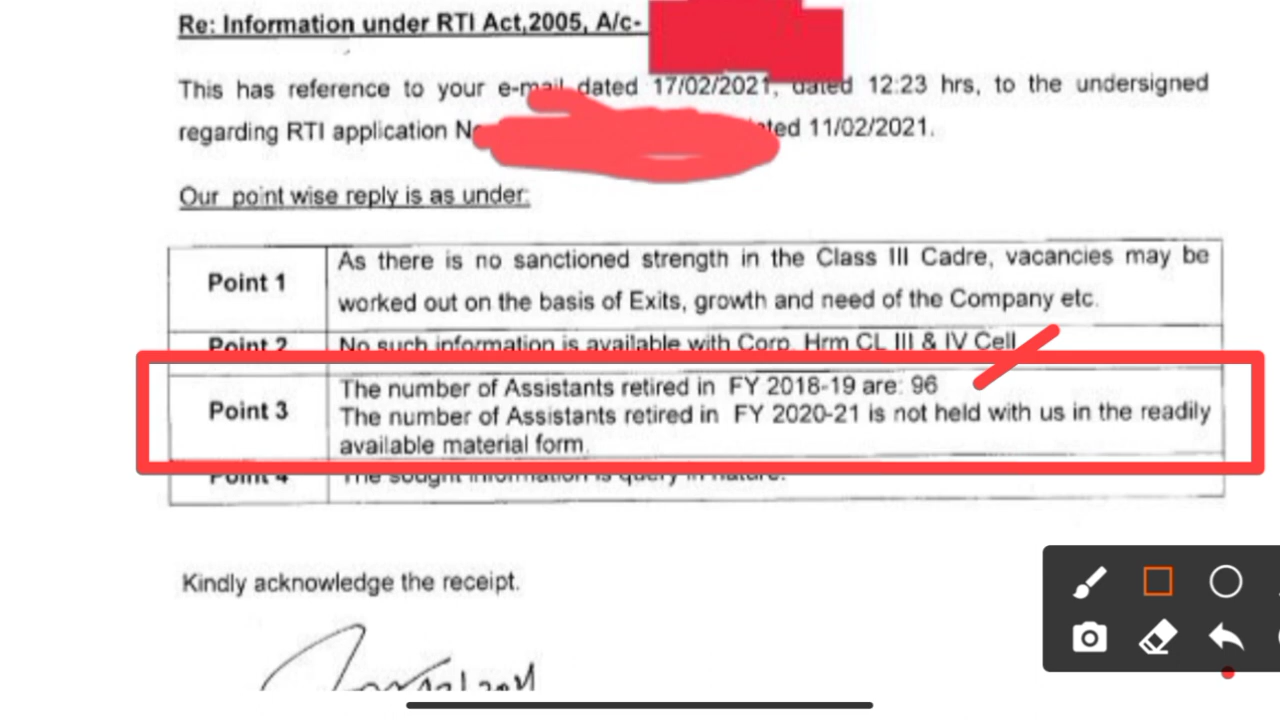 Re: Information under RTI Act,2005, A/c-
This has reference to your e-mail dated 17/02/2021, dated 12:23 hrs, to the undersigned
regarding RTI application dated 11/02/2021.
Our point wise reply is as under:
Point 1
As there is no sanctioned strength in the Class III Cadre, vacancies may be
worked out on the basis of Exits, growth and need of the Company etc.
Point 2
No such information is available with Corp. Hrm CL III & IV Cell
Point 3
The number of Assistants retired in FY 2018-19 are: 96
The number of Assistants retired in FY 2020-21 is not held with us in the readily
available material form.
Point 4
The sought information is query in nature.
Kindly acknowledge the receipt.